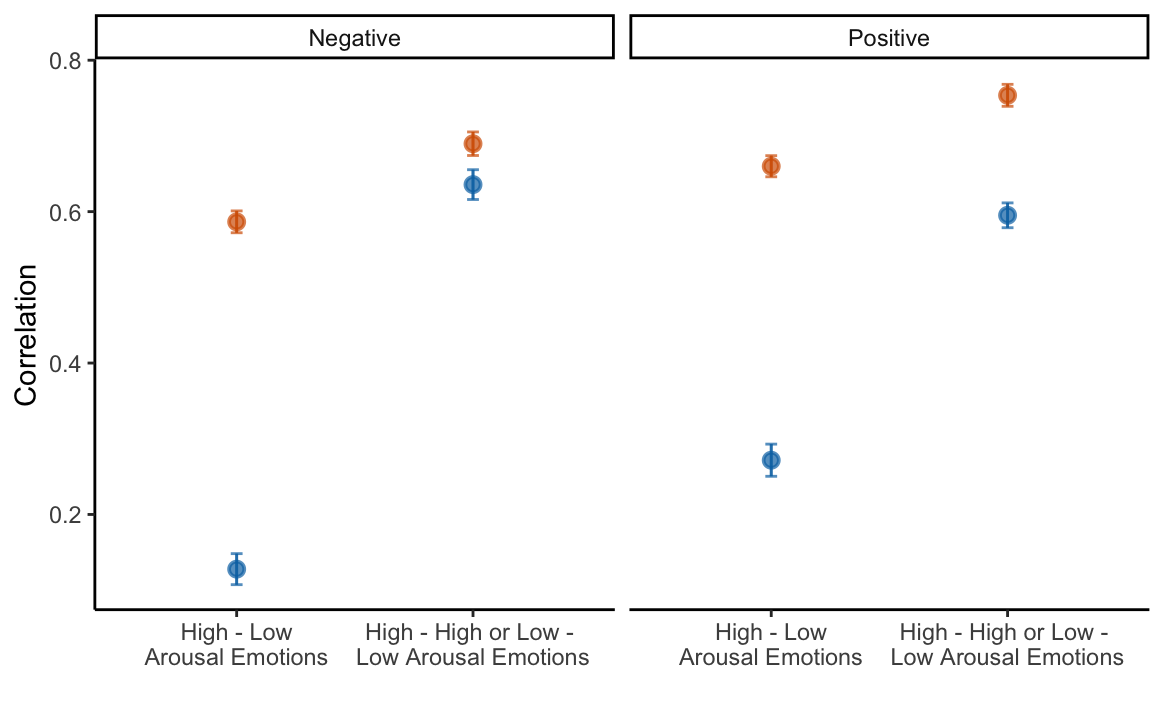 Negative
Positive
0.8
0.6
0.4
0.2
Correlation
High - Low
Arousal Emotions
High - High or Low -
Low Arousal Emotions
High - Low
Arousal Emotions
High - High or Low -
Low Arousal Emotions